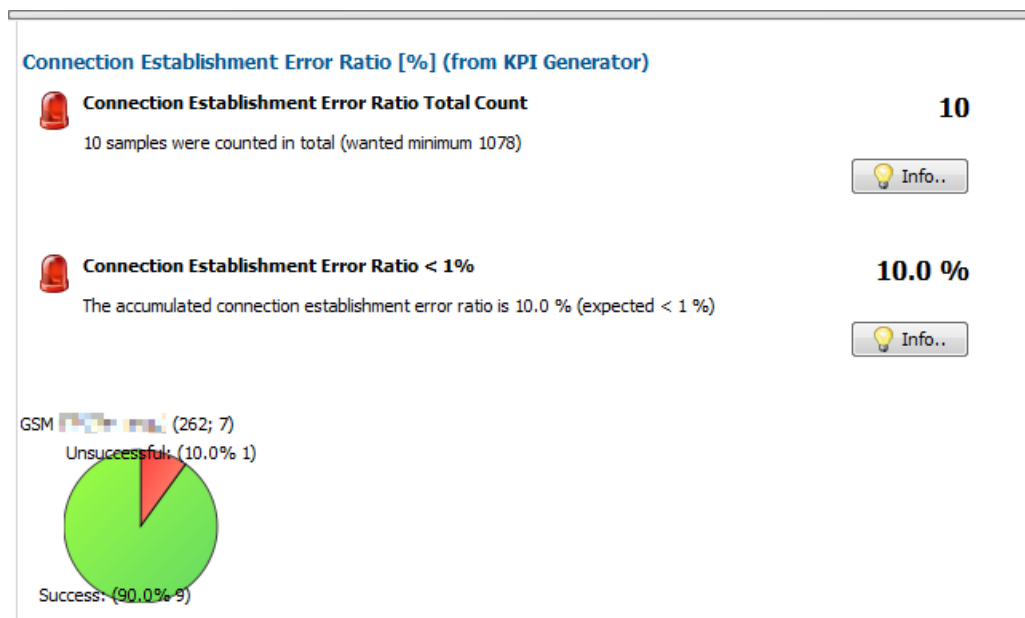 Connection Establishment Error Ratio [%] (from KPI Generator)
Connection Establishment Error Ratio Total Count
10
10 samples were counted in total (wanted minimum 1078)
Info..
Connection Establishment Error Ratio < 1%
10.0 %
The accumulated connection establishment error ratio is 10.0 % (expected < 1 %)
Info..
GSM (262; 7)
Unsuccessful: (10.0% 1)
Success: (90.0% 9)